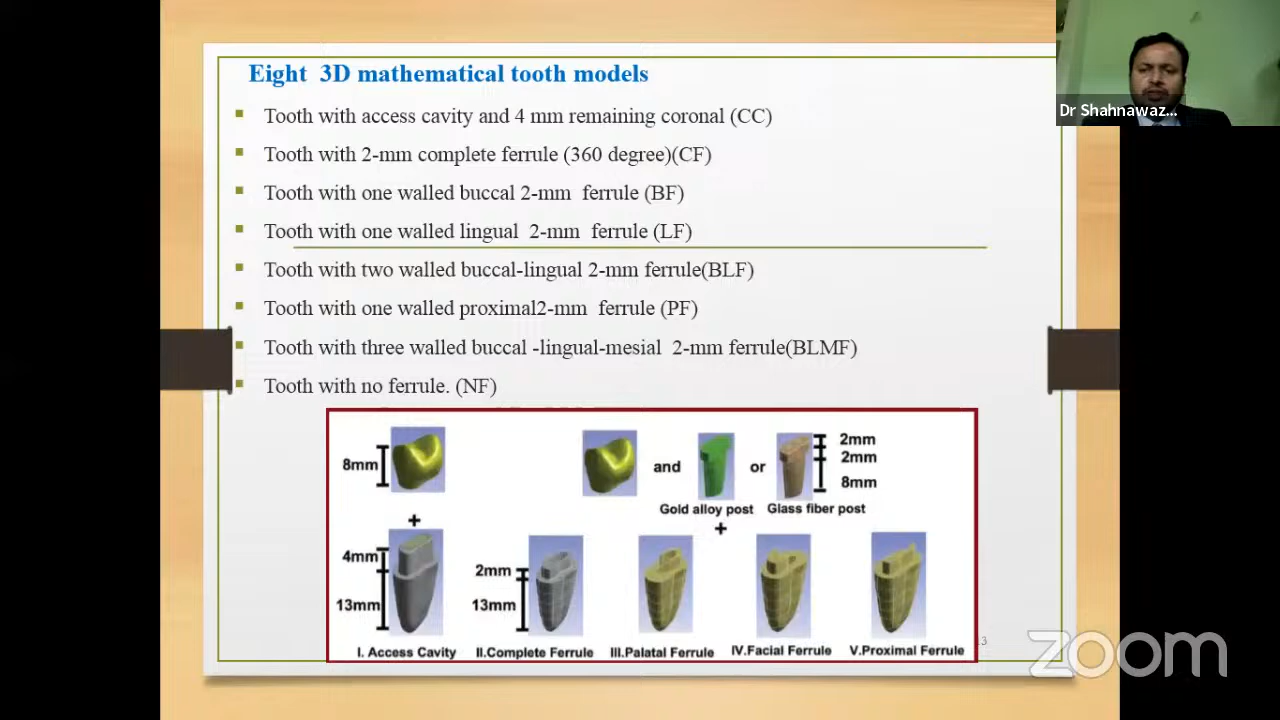 Eight 3D mathematical tooth models
Tooth with access cavity and 4 mm remaining coronal (CC)
Tooth with 2-mm complete ferrule (360 degree)(CF)
Tooth with one walled buccal 2-mm ferrule (BF)
Tooth with one walled lingual 2-mm ferrule (LF)
Tooth with two walled buccal-lingual 2-mm ferrule(BLF)
Tooth with one walled proximal2-mm ferrule (PF)
Tooth with three walled buccal -lingual-mesial 2-mm ferrule(BLMF)
Tooth with no ferrule. (NF)
8mm
and
or
2mm
2mm
8mm
Gold alloy post
Glass fiber post
+
+
4mm
13mm
2mm
13mm
I. Access Cavity
II.Complete Ferrule
III.Palatal Ferrule
IV.Facial Ferrule
V.Proximal Ferrule
13
Dr Shahnawaz...
zoom